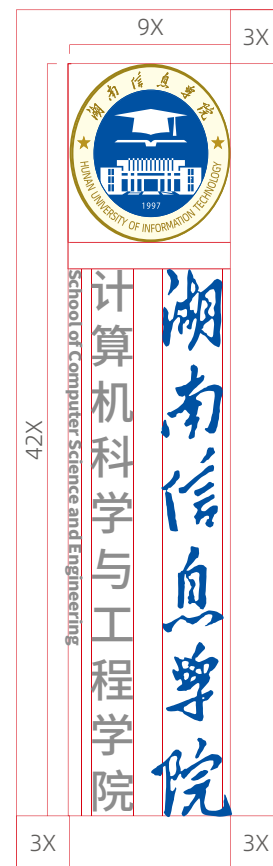 9X
3X
湖南信息学院
HUNAN UNIVERSITY OF INFORMATION TECHNOLOGY
1997
42X
湖南信息学院
计算机科学与工程学院
School of Computer Science and Engineering
3X
3X